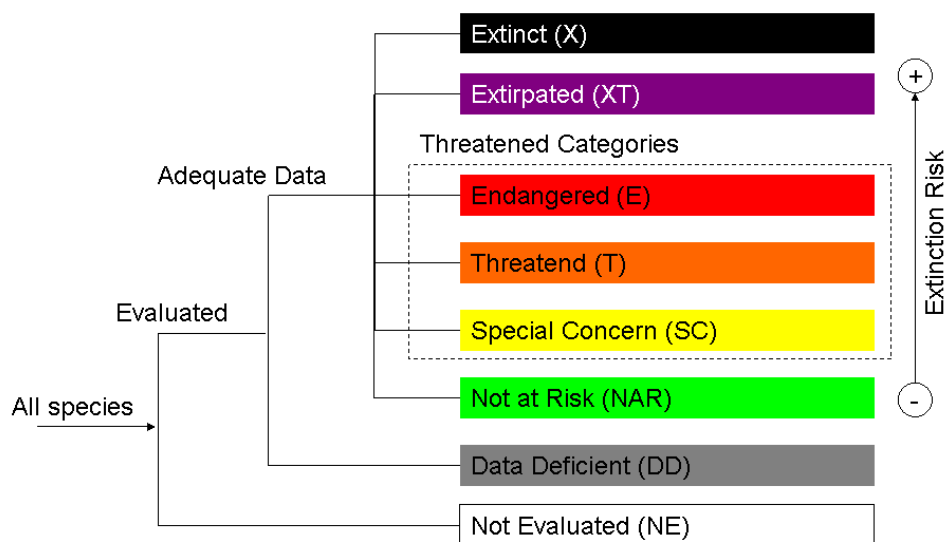 Extinct (X)
Extirpated (XT)
Threatened Categories
Adequate Data
Endangered (E)
Threatend (T)
Evaluated
Special Concern (SC)
All species
Not at Risk (NAR)
Data Deficient (DD)
Not Evaluated (NE)
+
Extinction Risk
-